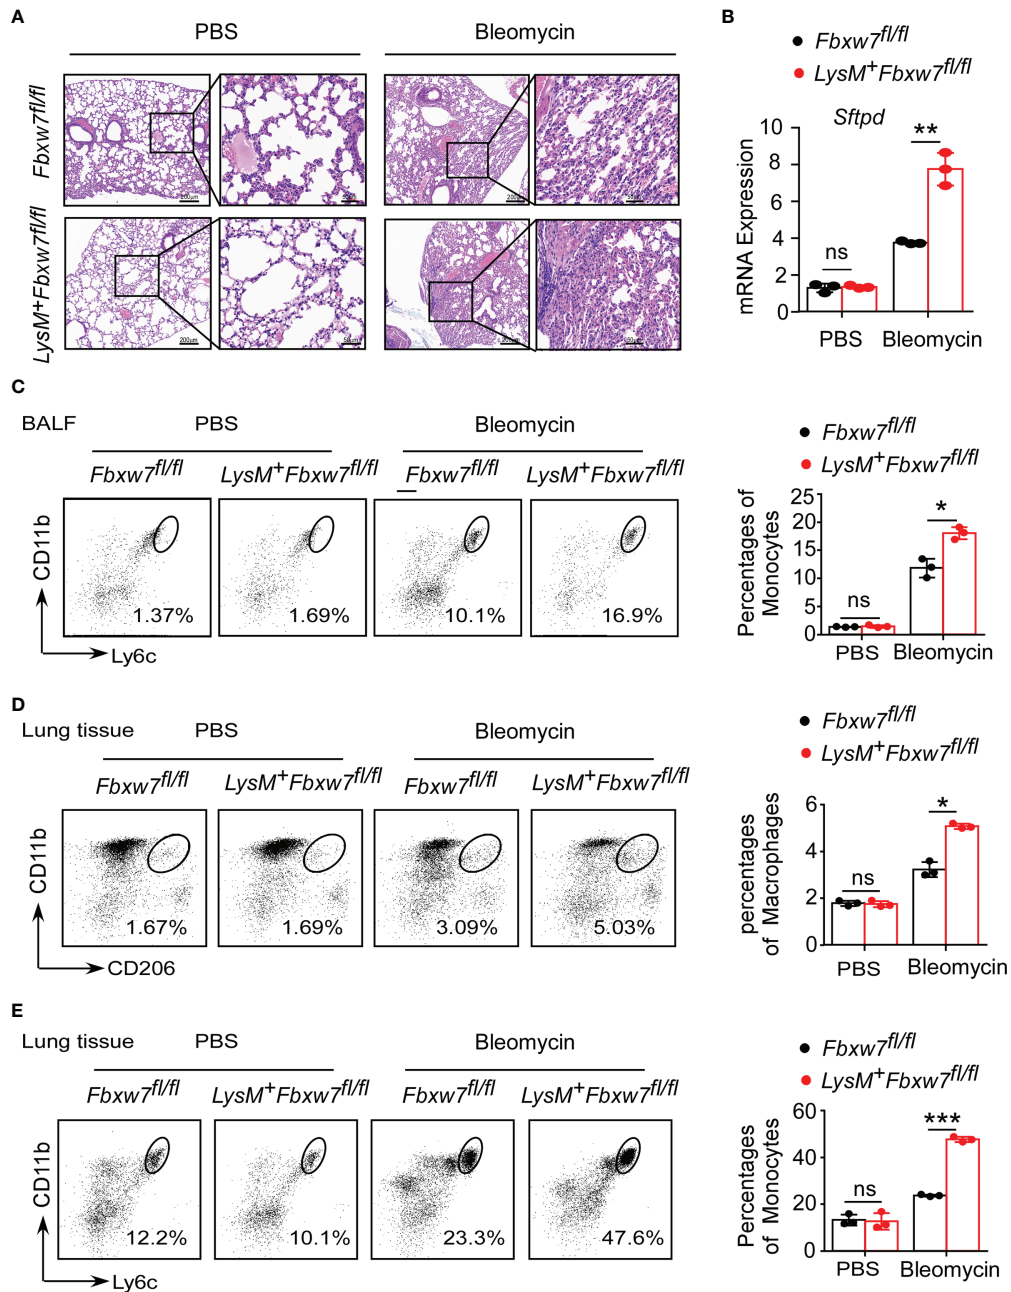 A
PBS
Bleomycin
Fbxw7fl/fl
LysM+Fbxw7fl/fl
200μm
200μm
50μm
B
Fbxw7fl/fl
LysM+Fbxw7fl/fl
Sftpd
mRNA Expression
10
8
6
4
2
0
ns
**
PBS
Bleomycin
C
BALF
PBS
Bleomycin
Fbxw7fl/fl
LysM+Fbxw7fl/fl
Fbxw7fl/fl
LysM+Fbxw7fl/fl
CD11b
1.37%
1.69%
10.1%
16.9%
Ly6c
Fbxw7fl/fl
LysM+Fbxw7fl/fl
Percentages of
Monocytes
25
20
15
10
5
0
ns
*
PBS
Bleomycin
D
Lung tissue
PBS
Bleomycin
Fbxw7fl/fl
LysM+Fbxw7fl/fl
Fbxw7fl/fl
LysM+Fbxw7fl/fl
CD11b
1.67%
1.69%
3.09%
5.03%
CD206
Fbxw7fl/fl
LysM+Fbxw7fl/fl
percentages
of Macrophages
6
4
2
0
ns
*
PBS
Bleomycin
E
Lung tissue
PBS
Bleomycin
Fbxw7fl/fl
LysM+Fbxw7fl/fl
Fbxw7fl/fl
LysM+Fbxw7fl/fl
CD11b
12.2%
10.1%
23.3%
47.6%
Ly6c
Fbxw7fl/fl
LysM+Fbxw7fl/fl
Percentages
of Monocytes
60
40
20
0
ns
***
PBS
Bleomycin